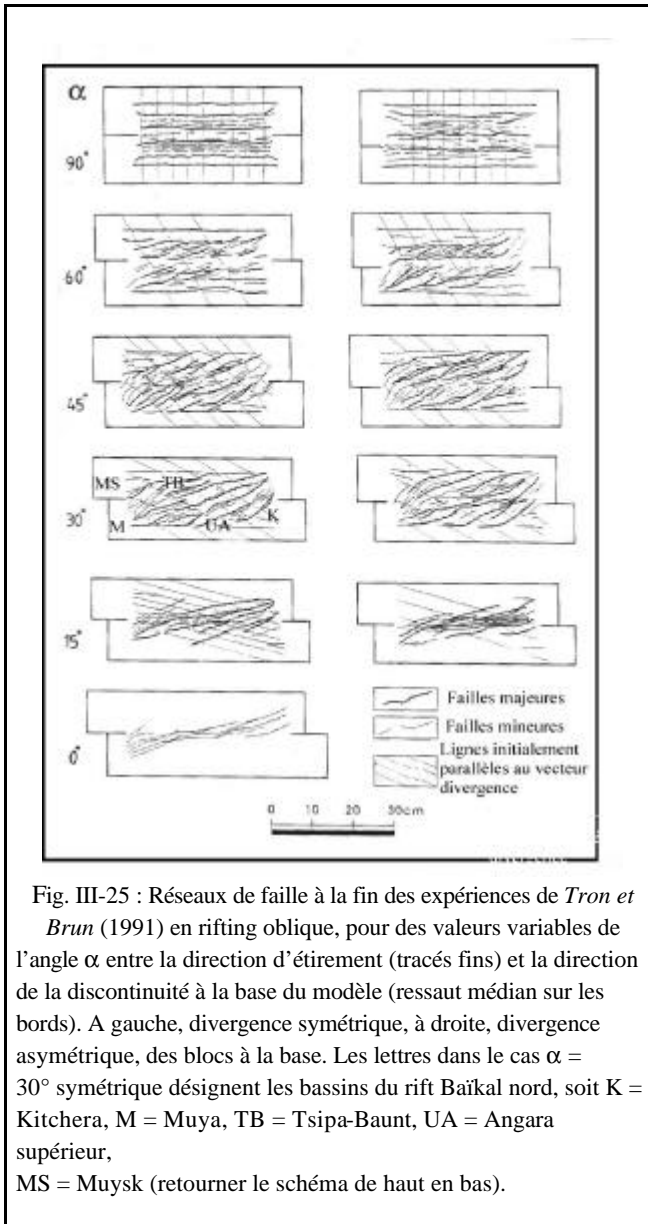 α
90°
60°
45°
30°
MS
TB
M
UA
K
15°
0°
Failles majeures
Failles mineures
Lignes initialement
parallèles au vecteur
divergence
0 10 20 30cm
Fig. III-25 : Réseaux de faille à la fin des expériences de Tron et
Brun (1991) en rifting oblique, pour des valeurs variables de
l’angle α entre la direction d’étirement (tracés fins) et la direction
de la discontinuité à la base du modèle (ressaut médian sur les
bords). A gauche, divergence symétrique, à droite, divergence
asymétrique, des blocs à la base. Les lettres dans le cas α =
30° symétrique désignent les bassins du rift Baïkal nord, soit K =
Kitchera, M = Muya, TB = Tsipa-Baunt, UA = Angara
supérieur,
MS = Muysk (retourner le schéma de haut en bas).